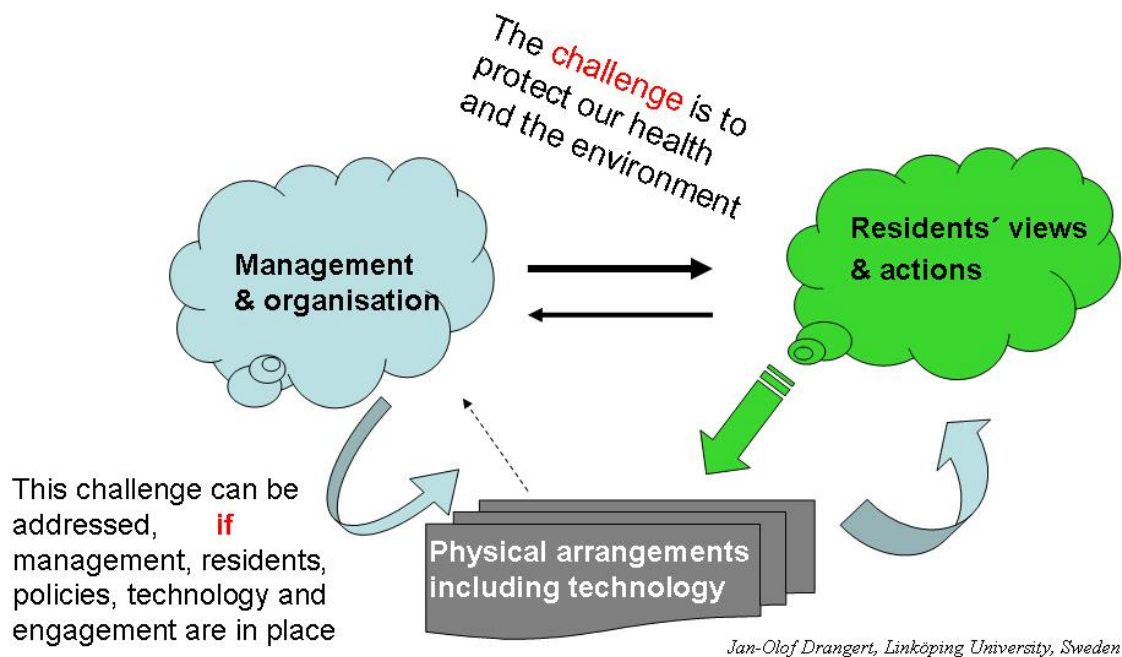 The challenge is to
protect our health
and the environment
Management
& organisation
Residents´ views
& actions
This challenge can be
addressed, if
management, residents,
policies, technology and
engagement are in place
Physical arrangements
including technology
Jan-Olof Drangert, Linköping University, Sweden